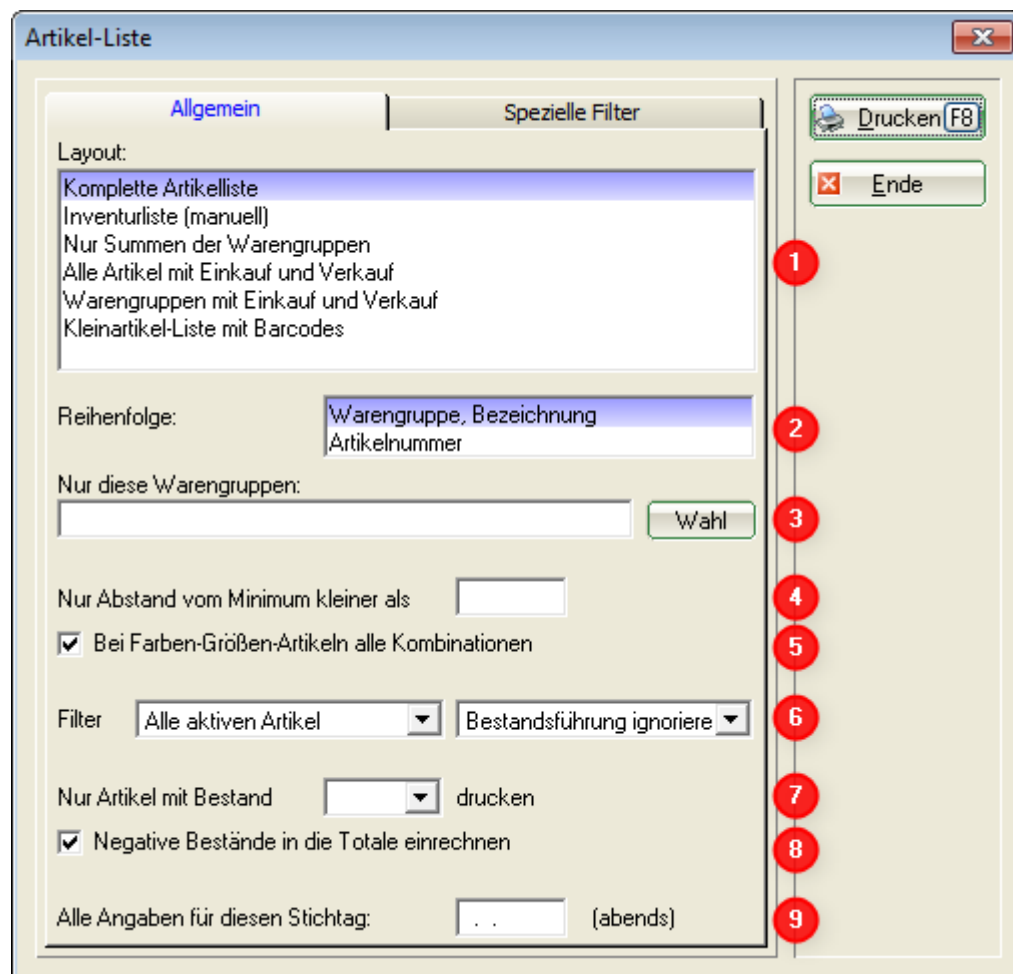 Artikel-Liste
Allgemein
Spezielle Filter
Drucken F8
Ende
Layout:
Komplette Artikelliste
Inventurliste (manuell)
Nur Summen der Warengruppen
Alle Artikel mit Einkauf und Verkauf
Warengruppen mit Einkauf und Verkauf
Kleinartikel-Liste mit Barcodes
1
Reihenfolge:
Warengruppe, Bezeichnung
Artikelnummer
2
Nur diese Warengruppen:
Wahl
3
Nur Abstand vom Minimum kleiner als
4
Bei Farben-Größen-Artikeln alle Kombinationen
5
Filter Alle aktiven Artikel Bestandsführung ignoriere
6
Nur Artikel mit Bestand drucken
7
Negative Bestände in die Totale einrechnen
8
Alle Angaben für diesen Stichtag: . . (abends)
9